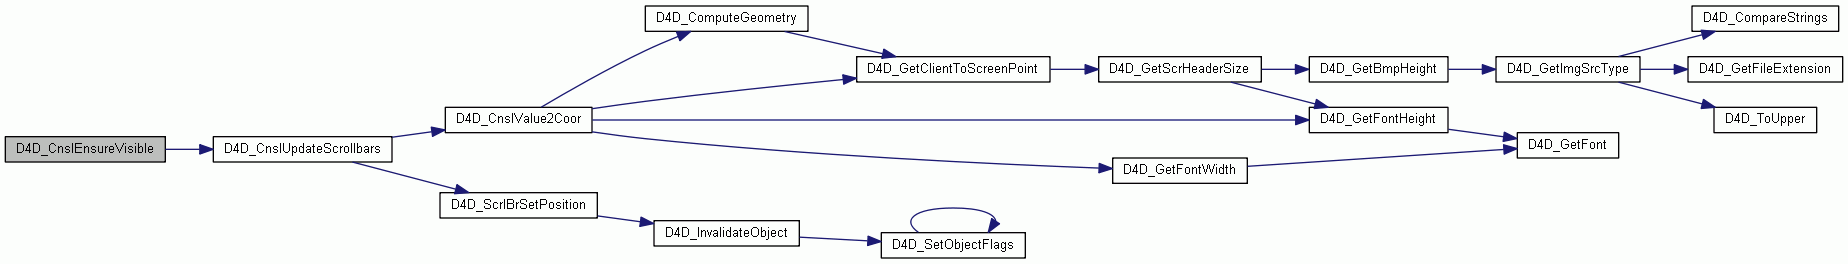 D4D_CnslEnsureVisible
D4D_CnslUpdateScrollbars
D4D_CnslValue2Coor
D4D_ScrlBrSetPosition
D4D_ComputeGeometry
D4D_InvalidateObject
D4D_GetClientToScreenPoint
D4D_SetObjectFlags
D4D_GetScrHeaderSize
D4D_GetFontWidth
D4D_GetBmpHeight
D4D_GetFontHeight
D4D_GetImgSrcType
D4D_GetFont
D4D_CompareStrings
D4D_GetFileExtension
D4D_ToUpper